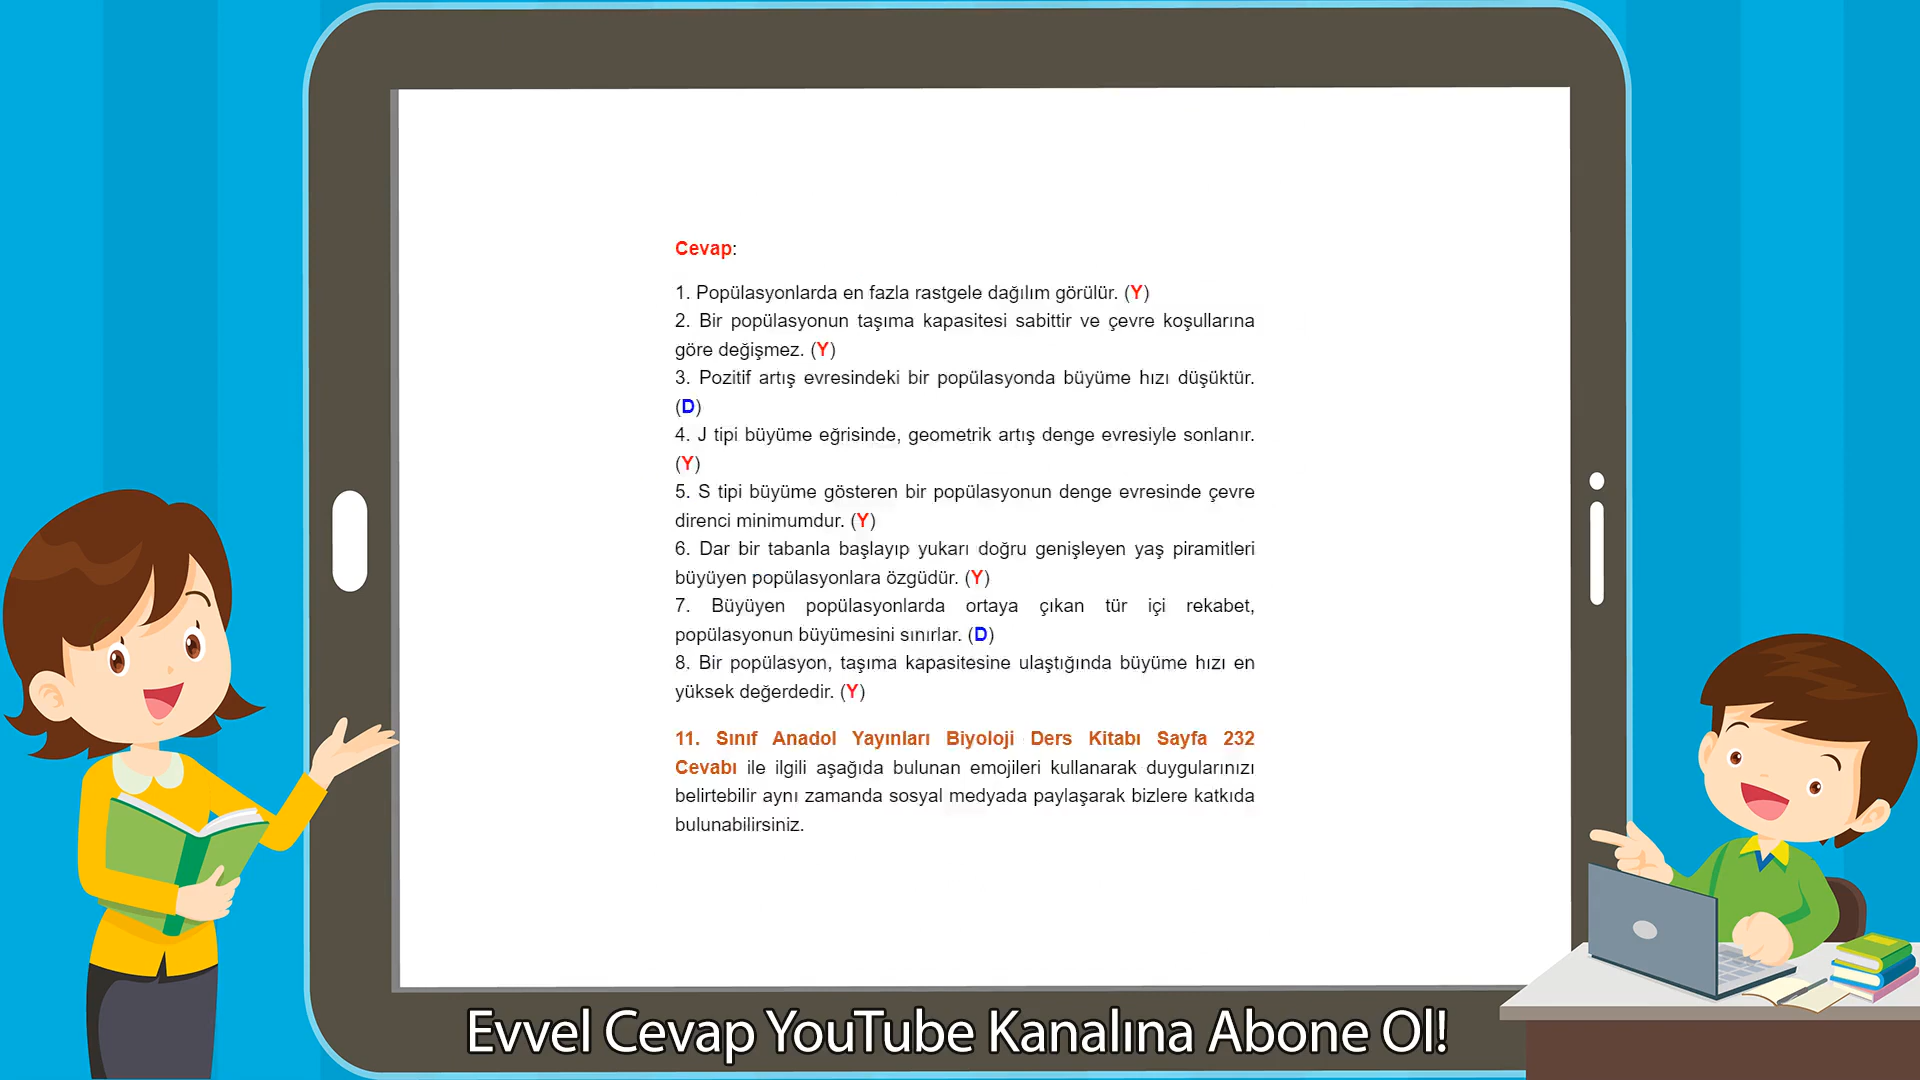 Cevap:
1. Popülasyonlarda en fazla rastgele dağılım görülür. (Y)
2. Bir popülasyonun taşıma kapasitesi sabittir ve çevre koşullarına
göre değişmez. (Y)
3. Pozitif artış evresindeki bir popülasyonda büyüme hızı düşüktür.
(D)
4. J tipi büyüme eğrisinde, geometrik artış denge evresiyle sonlanır.
(Y)
5. S tipi büyüme gösteren bir popülasyonun denge evresinde çevre
direnci minimumdur. (Y)
6. Dar bir tabanla başlayıp yukarı doğru genişleyen yaş piramitleri
büyüyen popülasyonlara özgüdür. (Y)
7. Büyüyen popülasyonlarda ortaya çıkan tür içi rekabet,
popülasyonun büyümesini sınırlar. (D)
8. Bir popülasyon, taşıma kapasitesine ulaştığında büyüme hızı en
yüksek değerdedir. (Y)
11. Sınıf Anadol Yayınları Biyoloji Ders Kitabı Sayfa 232
Cevabı ile ilgili aşağıda bulunan emojileri kullanarak duygularınızı
belirtebilir aynı zamanda sosyal medyada paylaşarak bizlere katkıda
bulunabilirsiniz.
Evvel Cevap YouTube Kanalına Abone Ol!